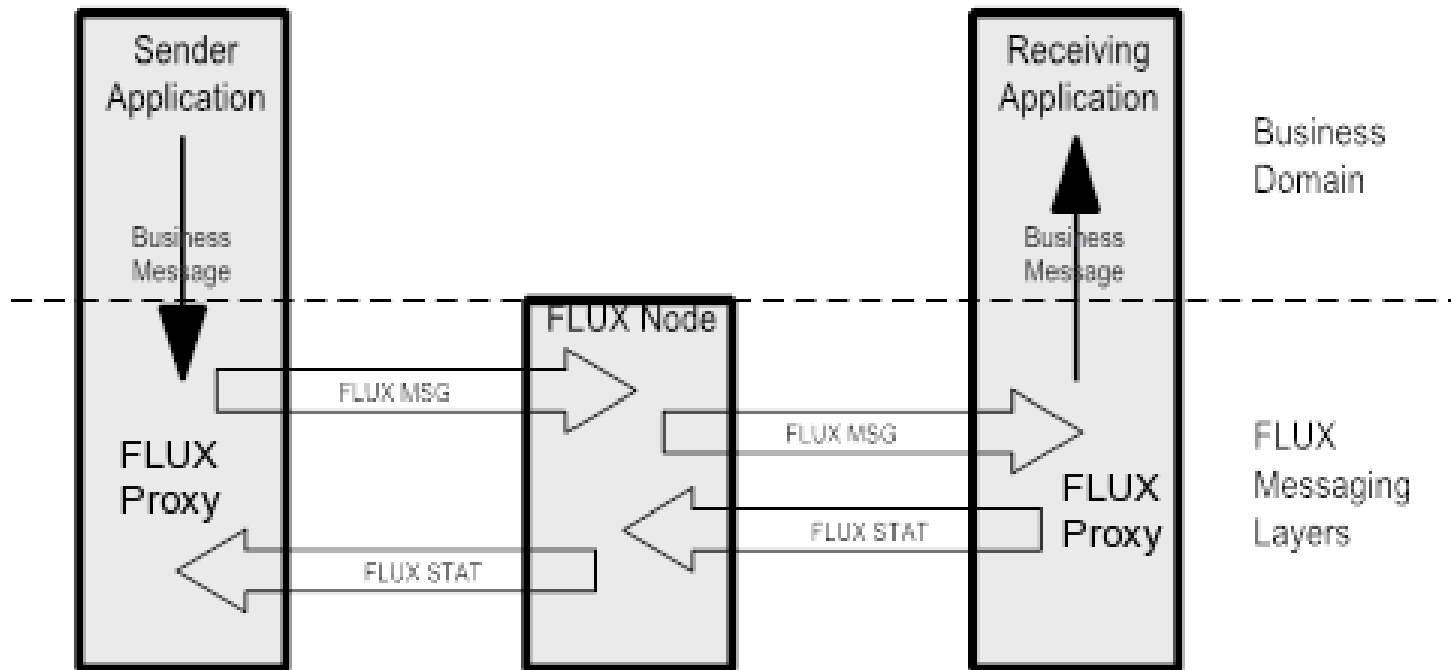 Sender
Application
Receiving
Application
Business
Domain
Business
Message
Business
Message
FLUX Node
FLUX MSG
FLUX MSG
FLUX
Proxy
FLUX
Proxy
FLUX
Messaging
Layers
FLUX STAT
FLUX STAT